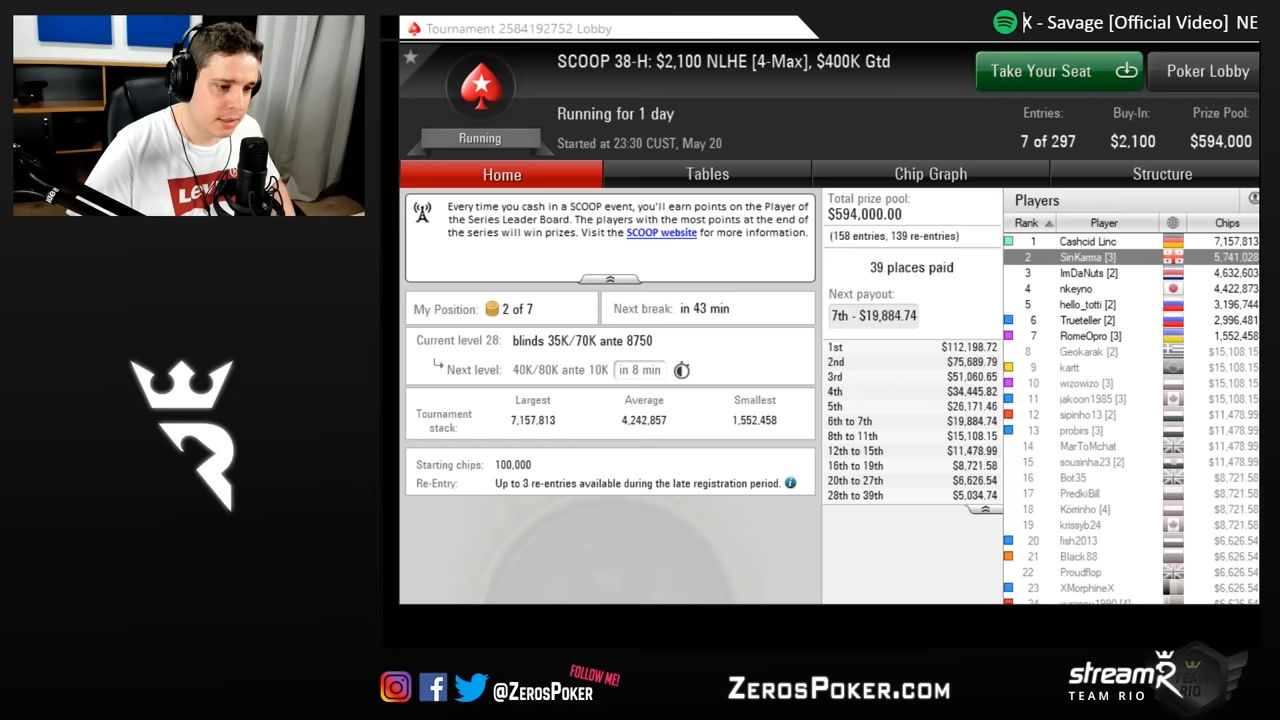 Tournament 2584192752 Lobby
X - Savage [Official Video] NE
SCOOP 38-H: $2,100 NLHE [4-Max], $400K Gtd
Take Your Seat
Poker Lobby
Running for 1 day
Running
Started at 23:30 CUST, May 20
Entries: Buy-In: Prize Pool:
7 of 297 $2,100 $594,000
Home Tables Chip Graph Structure
Every time you cash in a SCOOP event, you'll earn points on the Player of
the Series Leader Board. The players with the most points at the end of
the series will win prizes. Visit the SCOOP website for more information.
My Position: 2 of 7
Next break: in 43 min
Current level 28: blinds 35K/70K ante 8750
Next level: 40K/80K ante 10K in 8 min
Largest Average Smallest
Tournament stack: 7,157,813 4,242,857 1,552,458
Starting chips: 100,000
Re-Entry: Up to 3 re-entries available during the late registration period.
Total prize pool:
$594,000.00
(158 entries, 139 re-entries)
39 places paid
Next payout:
7th - $19,884.74
1st $112,198.72
2nd $75,689.79
3rd $51,060.65
4th $34,445.82
5th $26,171.46
6th to 7th $19,884.74
8th to 11th $15,108.15
12th to 15th $11,478.99
16th to 19th $8,721.58
20th to 27th $6,626.54
28th to 39th $5,034.74
Players
Rank Player Chips
1 Cashcid Linc 7,157,813
2 SinKarma [3] 5,741,028
3 ImDaNuts [2] 4,632,603
4 nkeyno 4,422,873
5 hello_totti [2] 3,196,744
6 Trueteller [2] 2,996,481
7 RomeOpro [3] 1,552,458
8 Geokarak [2] $15,108.15
9 kartt $15,108.15
10 wizowizo [3] $15,108.15
11 jakoon1985 [3] $15,108.15
12 sipinho13 [2] $11,478.99
13 probirs [3] $11,478.99
14 MarToMchat $11,478.99
15 sousinha23 [2] $11,478.99
16 Bot35 $8,721.58
17 PredkiBill $8,721.58
18 Körrinho [4] $8,721.58
19 krissyb24 $8,721.58
20 fish2013 $6,626.54
21 Black88 $6,626.54
22 Proudflop $6,626.54
23 XMorphineX $6,626.54
FOLLOW ME!
@ZerosPoker
ZerosPoker.com
streamR
TEAM RIO